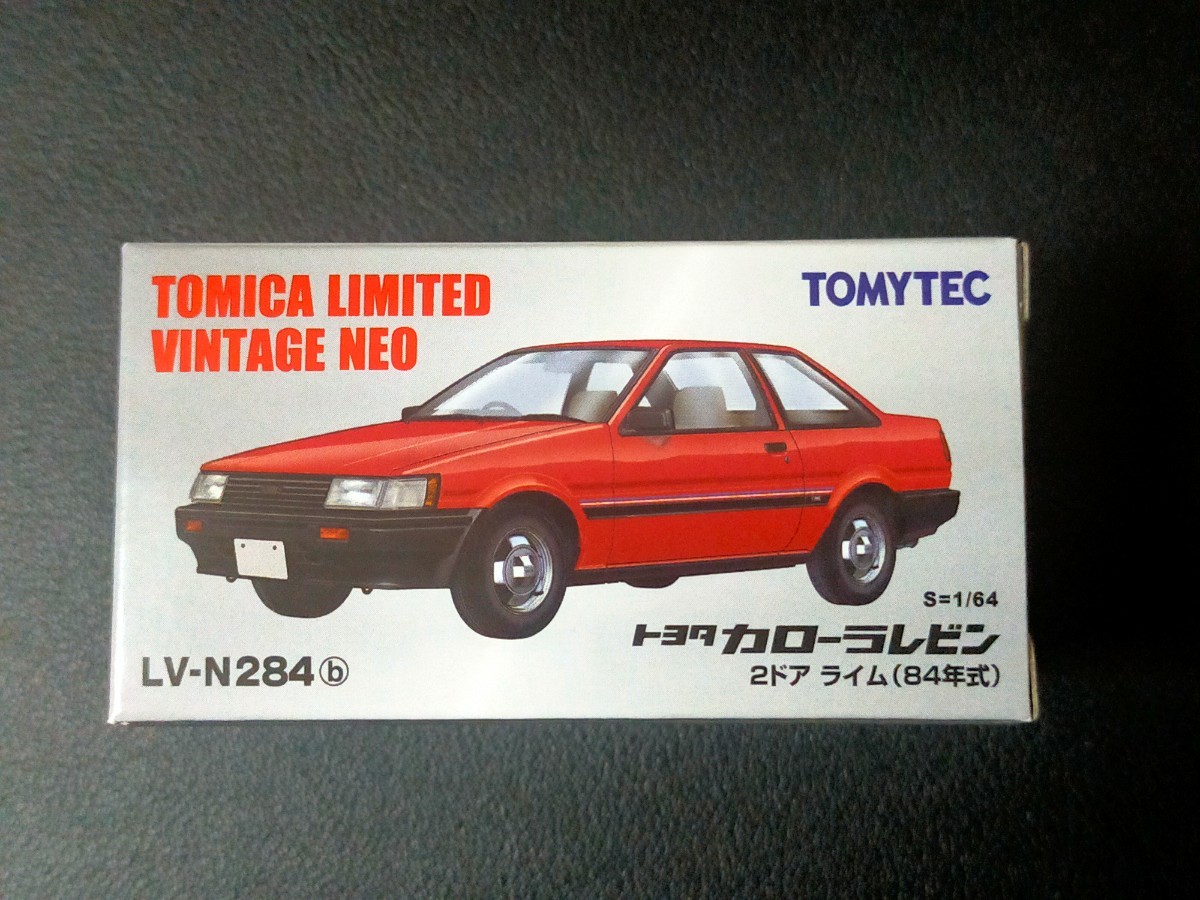 TOMICA LIMITED
VINTAGE NEO
TOMYTEC
S=1/64
トヨタ カローラレビン
2ドア ライム(84年式)
LV-N284ⓑ